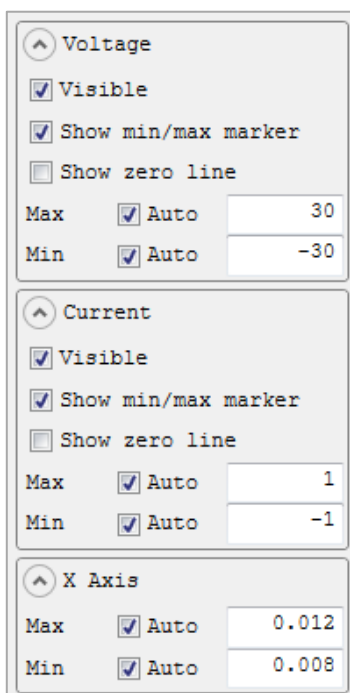 Voltage
Visible
Show min/max marker
Show zero line
Max Auto 30
Min Auto -30
Current
Visible
Show min/max marker
Show zero line
Max Auto 1
Min Auto -1
X Axis
Max Auto 0.012
Min Auto 0.008